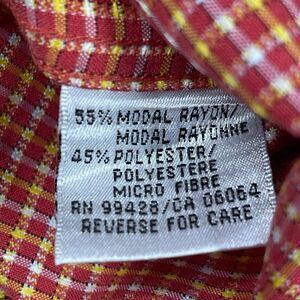 55% MODAL RAYON/
MODAL RAYONNE
45% POLYESTER/
POLYESTERE
MICRO FIBRE
RN 99428/CA 06064
REVERSE FOR CARE